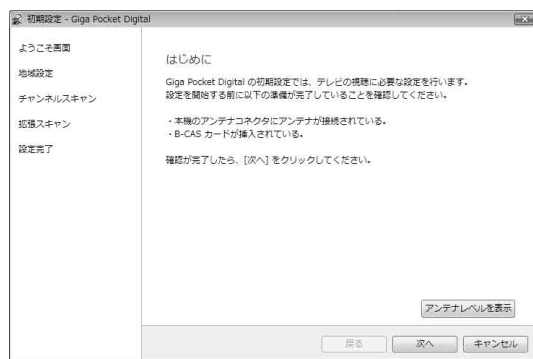 初期設定 - Giga Pocket Digital
ようこそ画面
地域設定
チャンネルスキャン
拡張スキャン
設定完了
はじめに
Giga Pocket Digital の初期設定では、テレビの視聴に必要な設定を行います。
設定を開始する前に以下の準備が完了していることを確認してください。
・本機のアンテナコネクタにアンテナが接続されている。
・B-CAS カードが挿入されている。
確認が完了したら、[次へ] をクリックしてください。
アンテナレベルを表示
戻る
次へ
キャンセル